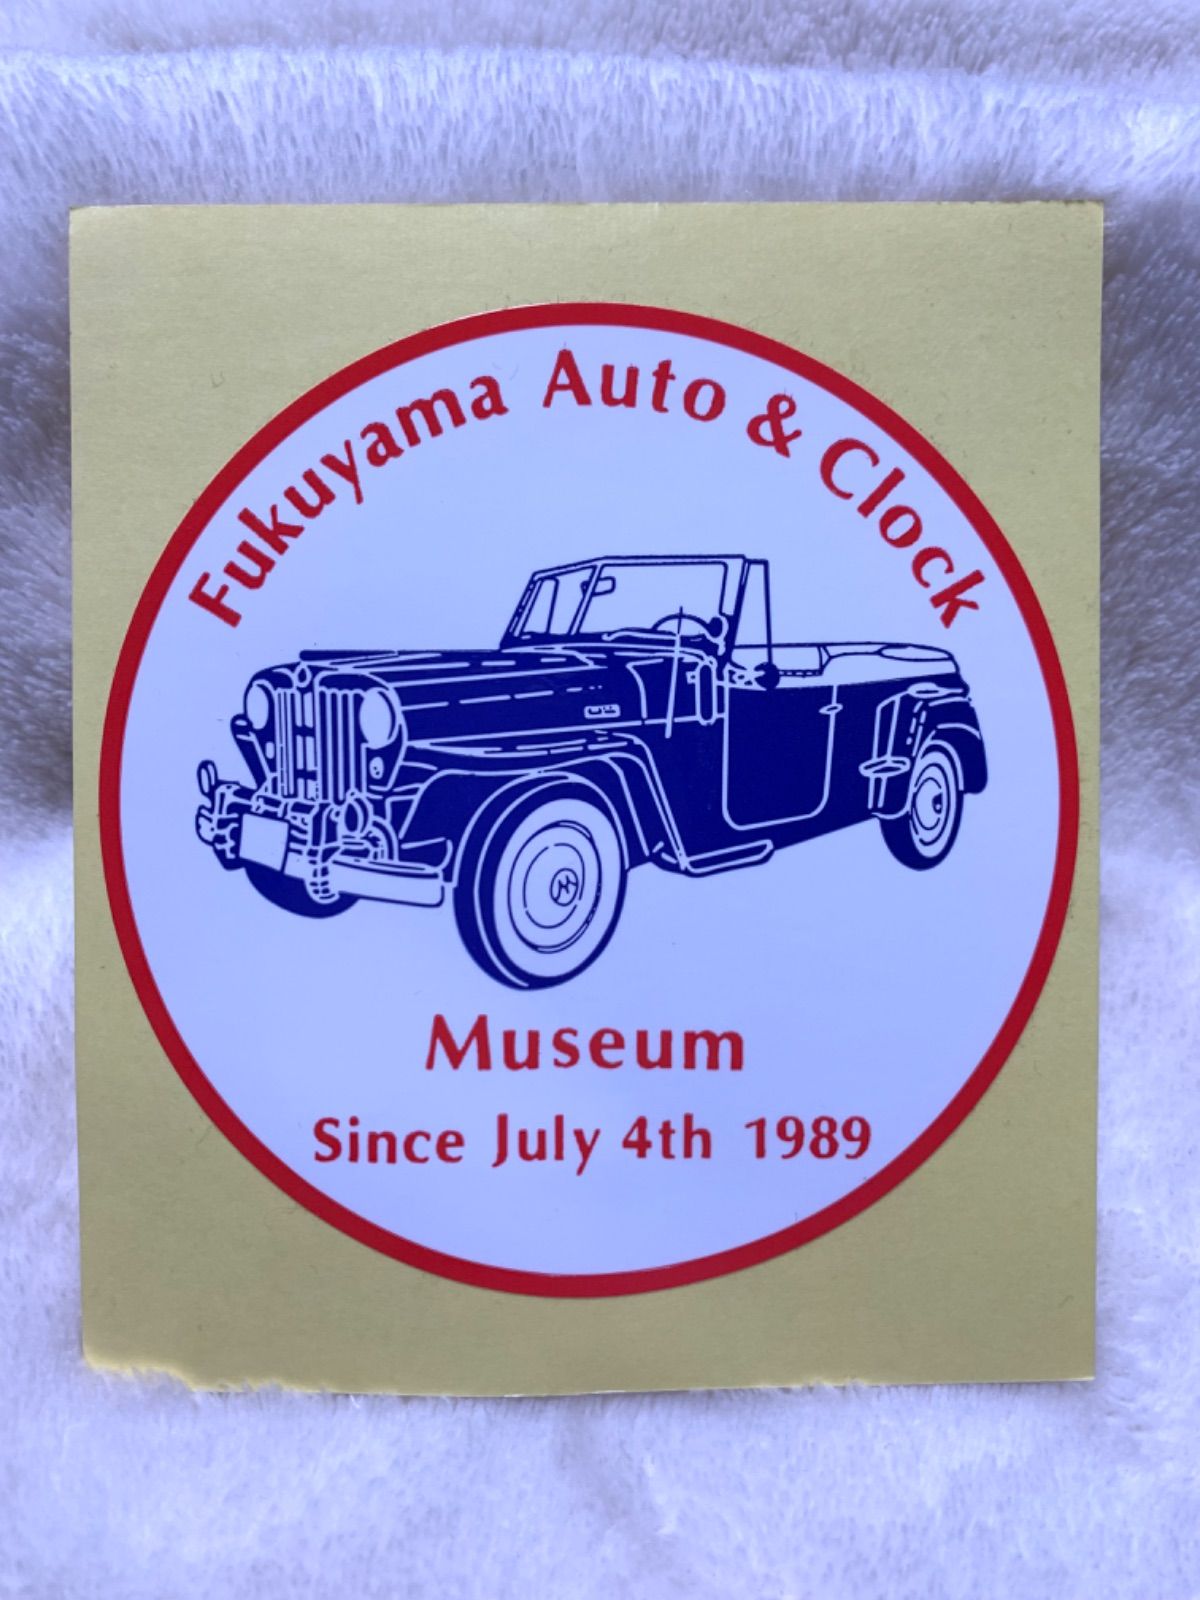 Fukuyama Auto & Clock
Museum
Since July 4th 1989